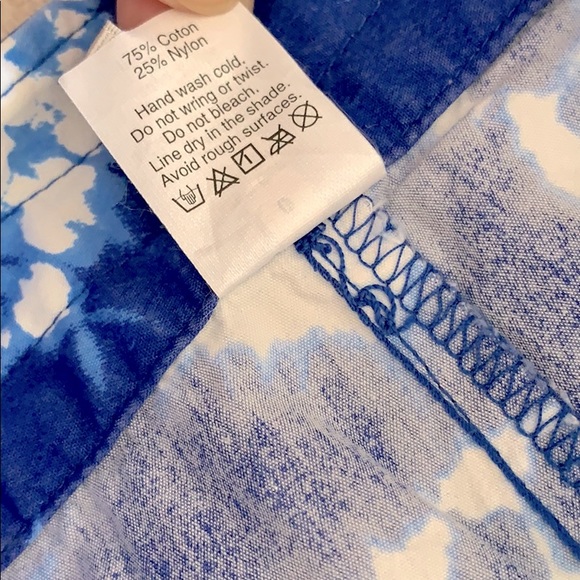 75% Coton
25% Nylon
Hand wash cold.
Do not wring or twist.
Do not bleach.
Line dry in the shade.
Avoid rough surfaces.
1